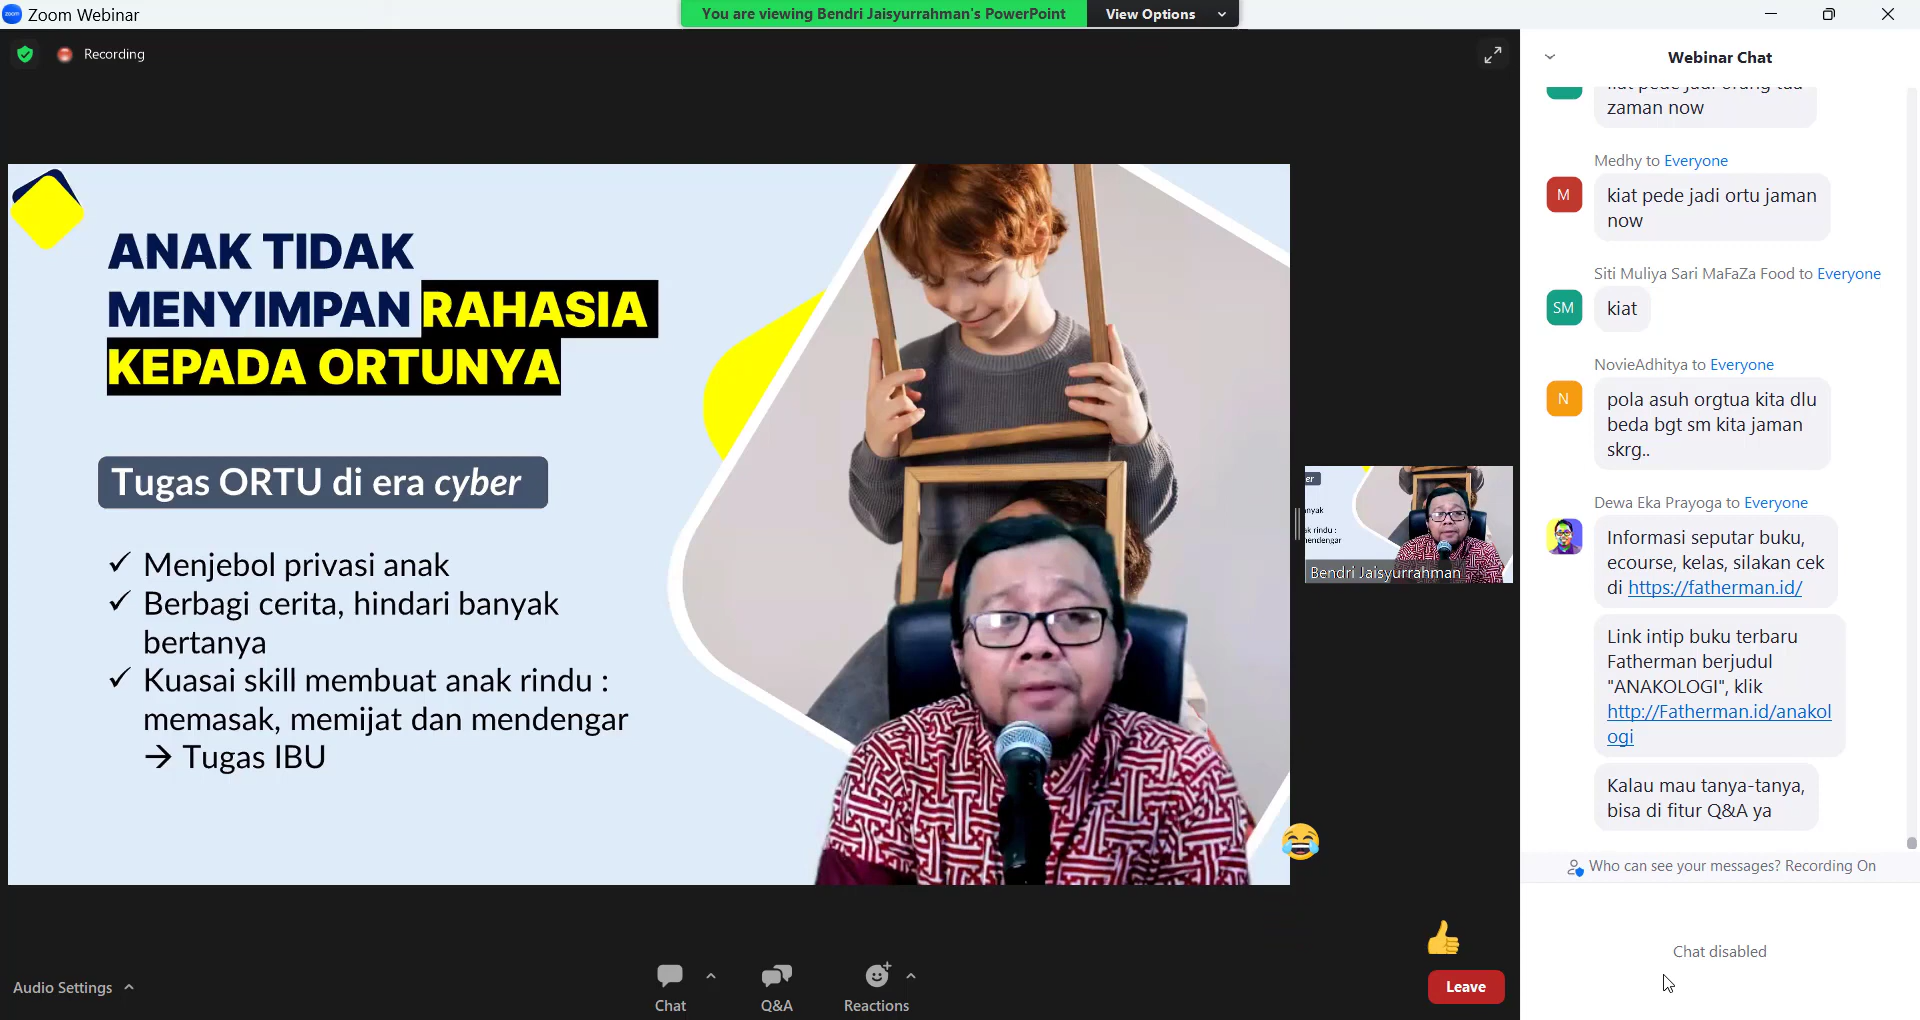 Zoom Webinar
You are viewing Bendri Jaisyurrahman's PowerPoint
View Options
Recording
ANAK TIDAK
MENYIMPAN RAHASIA
KEPADA ORTUNYA
Tugas ORTU di era cyber
✓ Menjebol privasi anak
✓ Berbagi cerita, hindari banyak
bertanya
✓ Kuasai skill membuat anak rindu :
memasak, memijat dan mendengar
→ Tugas IBU
er
nyak
k rindu :
mendengar
Bendri Jaisyurrahman
Webinar Chat
zaman now
Medhy to Everyone
M
kiat pede jadi ortu jaman
now
Siti Muliya Sari MaFaZa Food to Everyone
SM
kiat
NovieAdhitya to Everyone
N
pola asuh orgtua kita dlu
beda bgt sm kita jaman
skrg..
Dewa Eka Prayoga to Everyone
Informasi seputar buku,
ecourse, kelas, silakan cek
di https://fatherman.id/
Link intip buku terbaru
Fatherman berjudul
"ANAKOLOGI", klik
http://Fatherman.id/anakol
ogi
Kalau mau tanya-tanya,
bisa di fitur Q&A ya
Who can see your messages? Recording On
Chat disabled
Audio Settings
Chat
Q&A
Reactions
Leave